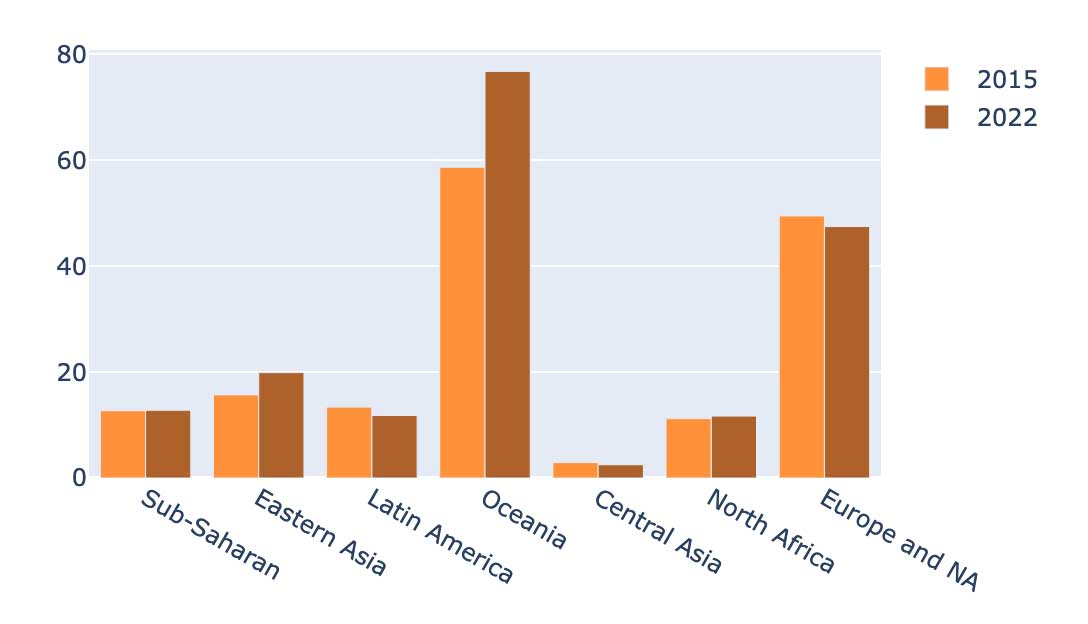 80
60
40
20
0
Sub-Saharan
Eastern Asia
Latin America
Oceania
Central Asia
North Africa
Europe and NA
2015
2022